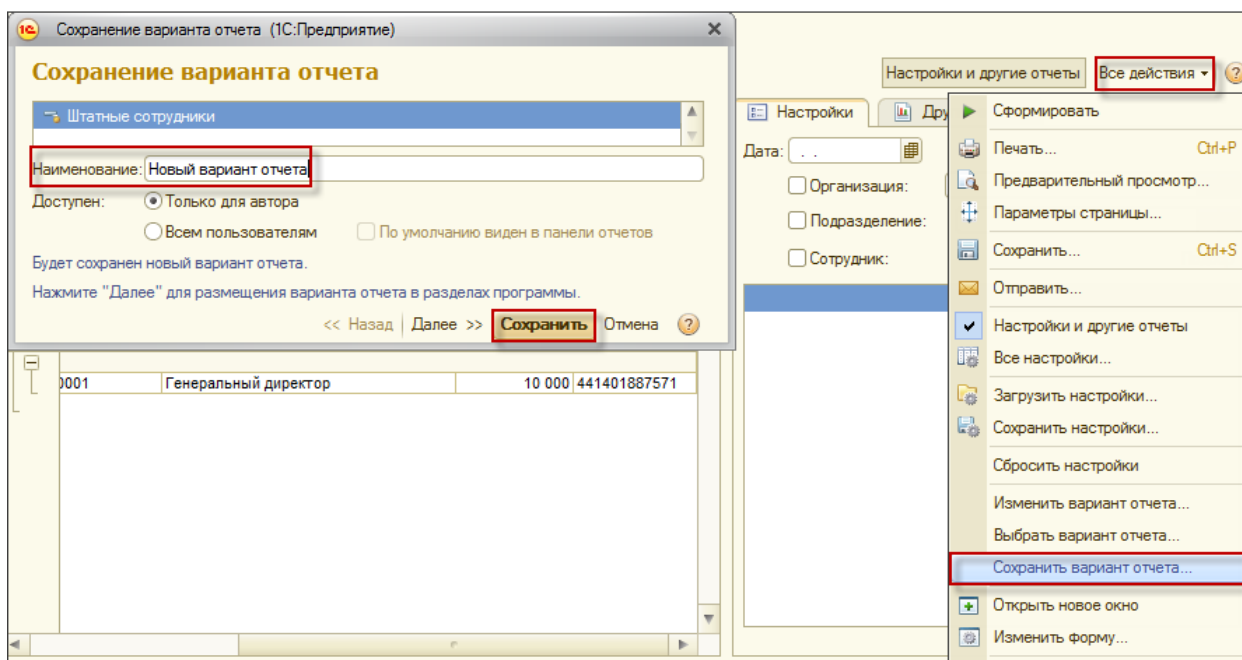 Сохранение варианта отчета (1С:Предприятие)
Сохранение варианта отчета
Штатные сотрудники
Наименование: Новый вариант отчета
Доступен: Только для автора
Всем пользователям По умолчанию виден в панели отчетов
Будет сохранен новый вариант отчета.
Нажмите "Далее" для размещения варианта отчета в разделах программы.
<< Назад Далее >> Сохранить Отмена ?
0001 Генеральный директор 10 000 441401887571
Настройки и другие отчеты Все действия ?
Настройки Дру
Дата: . .
Организация:
Подразделение:
Сотрудник:
Сформировать
Печать... Ctrl+P
Предварительный просмотр...
Параметры страницы...
Сохранить... Ctrl+S
Отправить...
Настройки и другие отчеты
Все настройки...
Загрузить настройки...
Сохранить настройки...
Сбросить настройки
Изменить вариант отчета...
Выбрать вариант отчета...
Сохранить вариант отчета...
Открыть новое окно
Изменить форму...